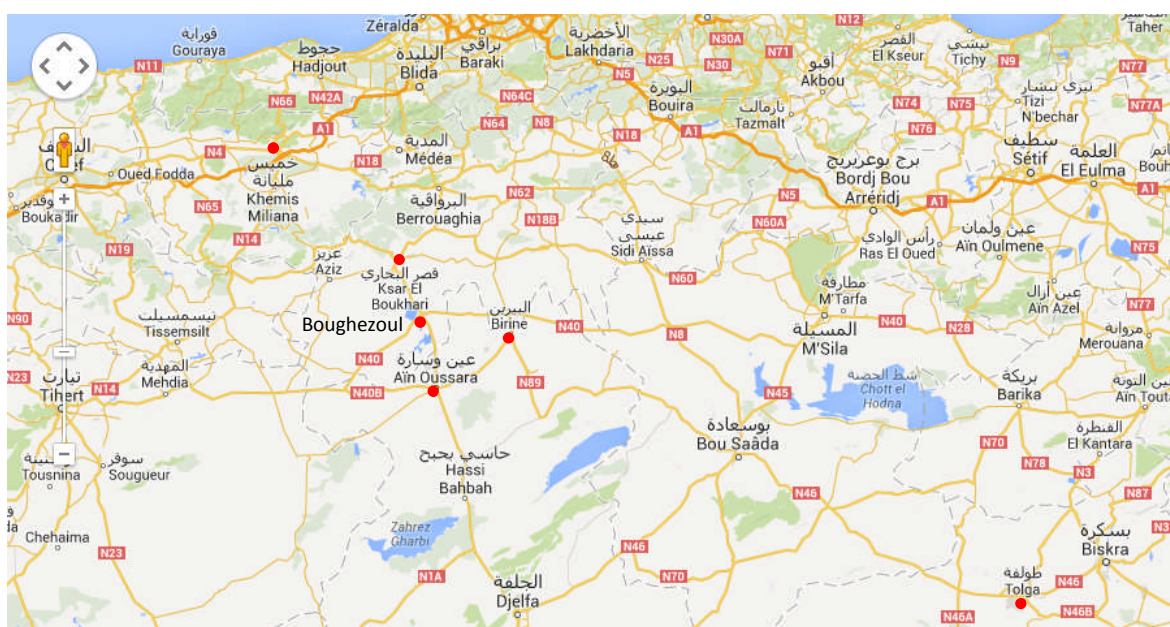 قوراية
Gouraya
Zéralda
حجوط
Hadjout
البليدة
Blida
براقي
Baraki
الأخضرية
Lakhdaria
N12
القصر
El Kseur
تيشي
Tichy
Taher
N30A
N71
N25
N30
N5
N11
N9
N77
أقبو
Akbou
N66
N42A
N64C
البويرة
Bouira
تازمالت
Tazmalt
N74
N75
Tizi
N'bechar
N77A
A1
N64
N8
N18
A1
N76
N4
خميس
مليانة
Khemis
Miliana
N18
المدية
Médéa
برج بوعريريج
Bordj Bou
Arréridj
سطيف
Sétif
العلمة
El Eulma
Oued Fodda
N65
البرواقية
Berrouaghia
N62
N5
A1
A1
N18B
N60A
N14
N19
سيدي
عيسى
Sidi Aïssa
رأس الوادي
Ras El Oued
عين ولمان
Aïn Oulmene
N75
عزيز
Aziz
قصر البخاري
Ksar El
Boukhari
N60
مطارفة
M'Tarfa
عين أزال
Aïn Azel
N77
N90
تيسمسيلت
Tissemsilt
Boughezoul
البيرين
Birine
N40
N8
المسيلة
M'Sila
N40
N28
مروانة
Merouana
N40
عين وسارة
Aïn Oussara
المهدية
Mehdia
N23
تيارت
Tihert
N14
N40B
N89
N45
شط الحضنة
Chott el
Hodna
بريكة
Barika
Aïn Touta
بوسعادة
Bou Saâda
القنطرة
El Kantara
N70
Tousnina
سوقر
Sougueur
حاسي بحبح
Hassi
Bahbah
N78
N3
N46
N87
Chehaima
N23
Zahrez
Gharbi
N46
بسكرة
Biskra
N1A
N70
الجلفة
Djelfa
طولقة
Tolga
N46
N46A
N46B